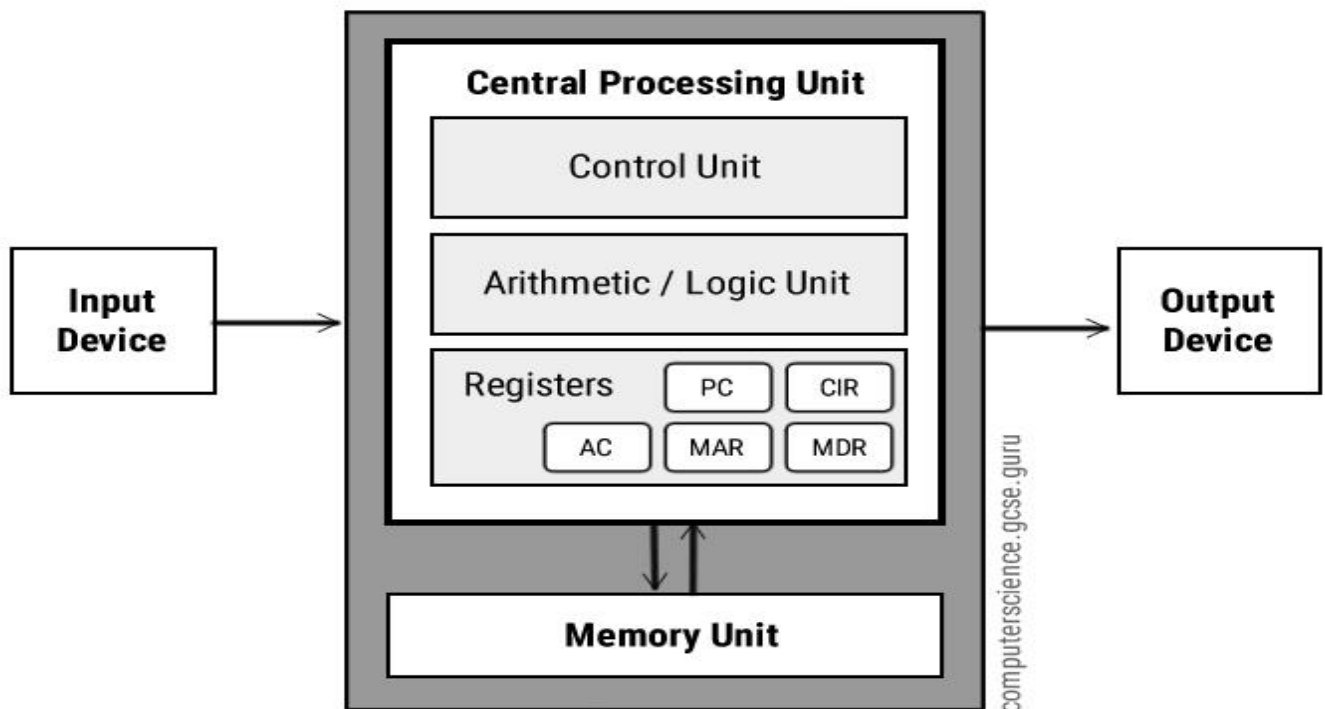 Central Processing Unit
Control Unit
Arithmetic / Logic Unit
Input
Device
Output
Device
Registers
PC
CIR
AC
MAR
MDR
Memory Unit
computerscience.gcse.guru